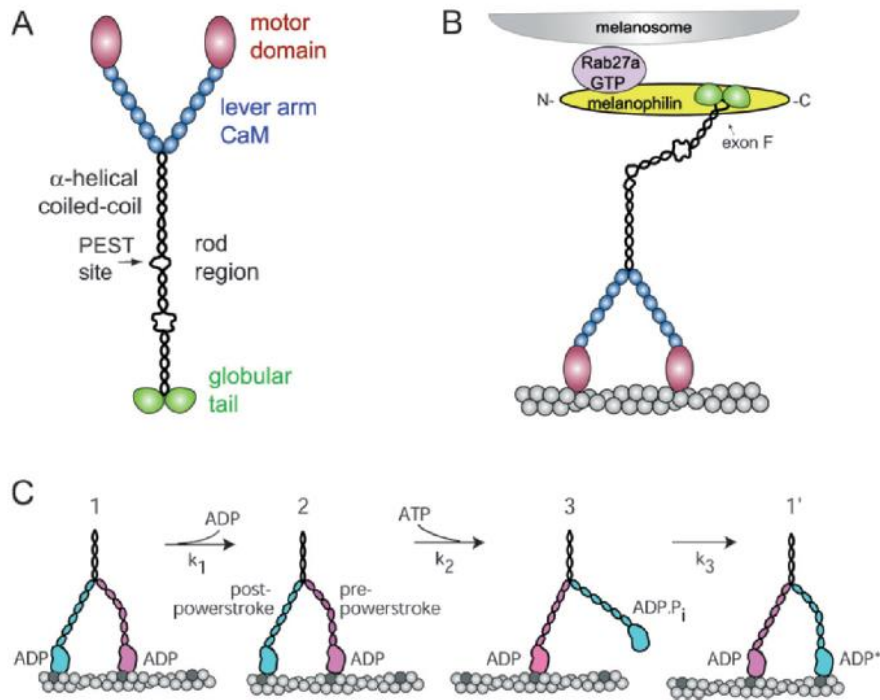 A
motor
domain
lever arm
CaM
α-helical
coiled-coil
PEST
site
rod
region
globular
tail
B
melanosome
Rab27a
GTP
N-
melanophilin
-C
exon F
C
1
ADP
k1
2
ATP
k2
3
k3
1'
post-
powerstroke
pre-
powerstroke
ADP.Pi
ADP
ADP
ADP
ADP
ADP
ADP*